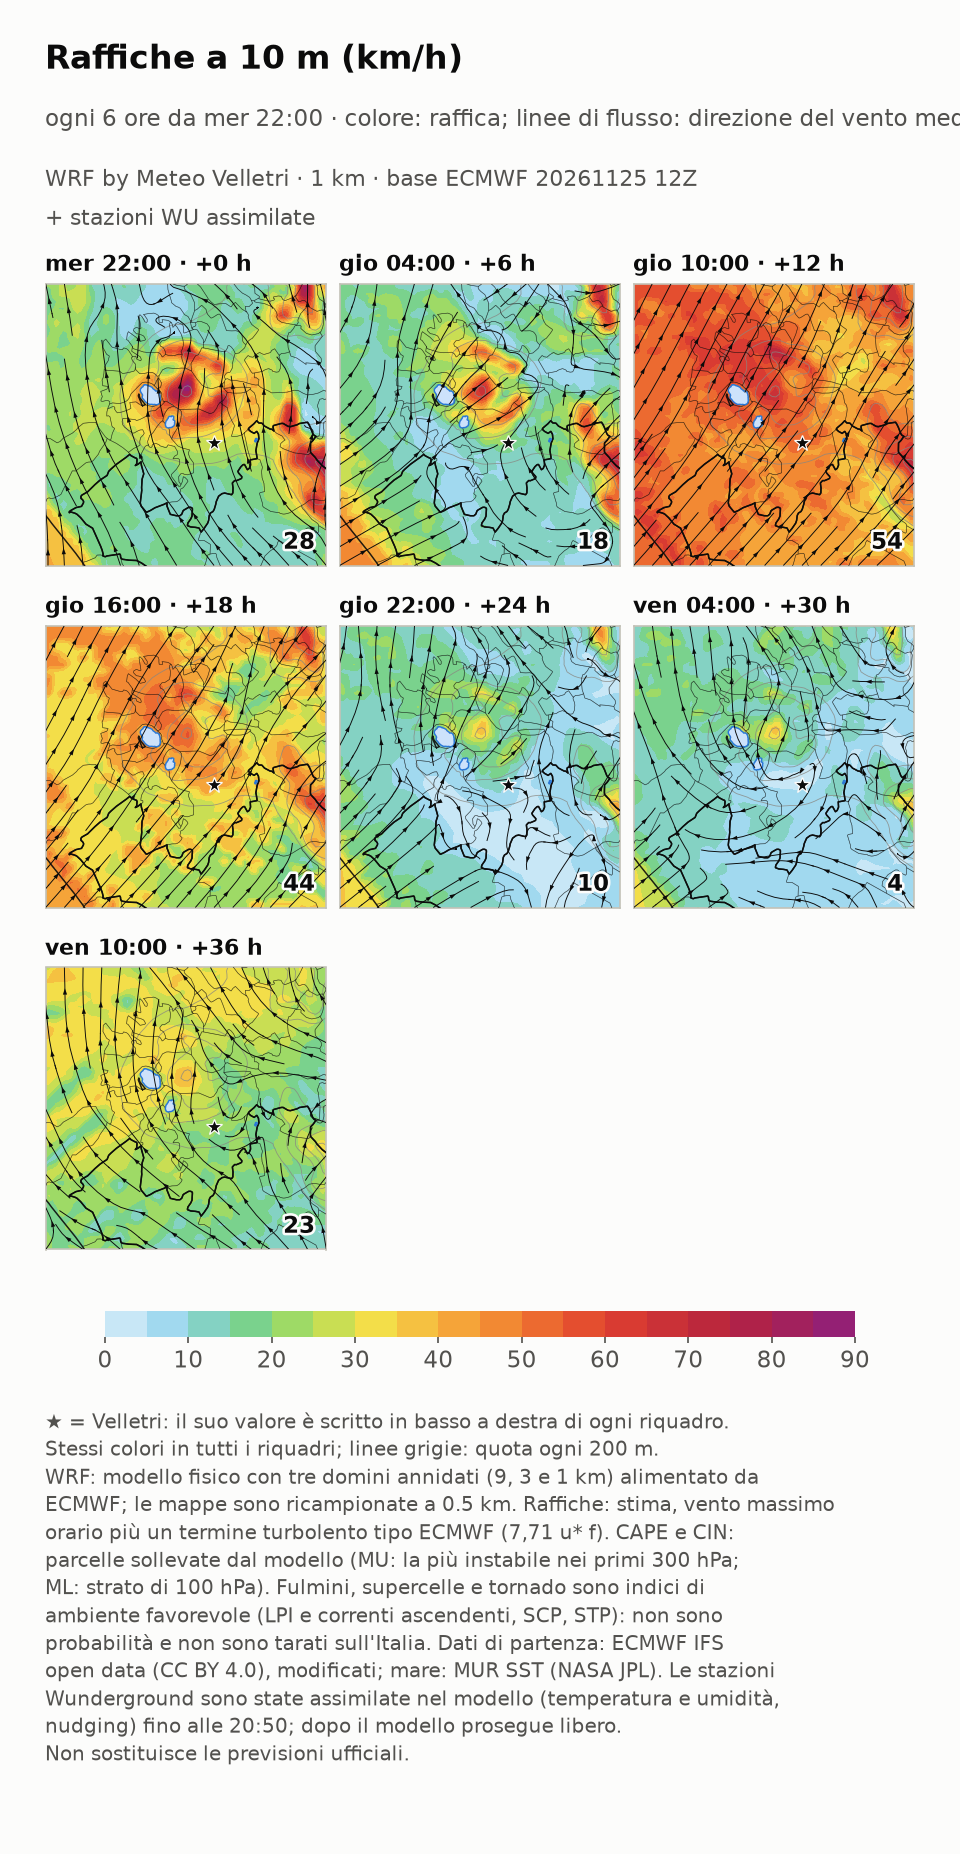 Raffiche a 10 m (km/h)
ogni 6 ore da mer 22:00 · colore: raffica; linee di flusso: direzione del vento
WRF by Meteo Velletri · 1 km · base ECMWF 20261125 12Z
+ stazioni WU assimilate
mer 22:00 · +0 h
gio 04:00 · +6 h
gio 10:00 · +12 h
28
18
54
gio 16:00 · +18 h
gio 22:00 · +24 h
ven 04:00 · +30 h
44
10
4
ven 10:00 · +36 h
23
0 10 20 30 40 50 60 70 80 90
★ = Velletri: il suo valore è scritto in basso a destra di ogni riquadro.
Stessi colori in tutti i riquadri; linee grigie: quota ogni 200 m.
WRF: modello fisico con tre domini annidati (9, 3 e 1 km) alimentato da
ECMWF; le mappe sono ricampionate a 0.5 km. Raffiche: stima, vento massimo
orario più un termine turbolento tipo ECMWF (7,71 u* f). CAPE e CIN:
parcelle sollevate dal modello (MU: la più instabile nei primi 300 hPa;
ML: strato di 100 hPa). Fulmini, supercelle e tornado sono indici di
ambiente favorevole (LPI e correnti ascendenti, SCP, STP): non sono
probabilità e non sono tarati sull'Italia. Dati di partenza: ECMWF IFS
open data (CC BY 4.0), modificati; mare: MUR SST (NASA JPL). Le stazioni
Wunderground sono state assimilate nel modello (temperatura e umidità,
nudging) fino alle 20:50; dopo il modello prosegue libero.
Non sostituisce le previsioni ufficiali.